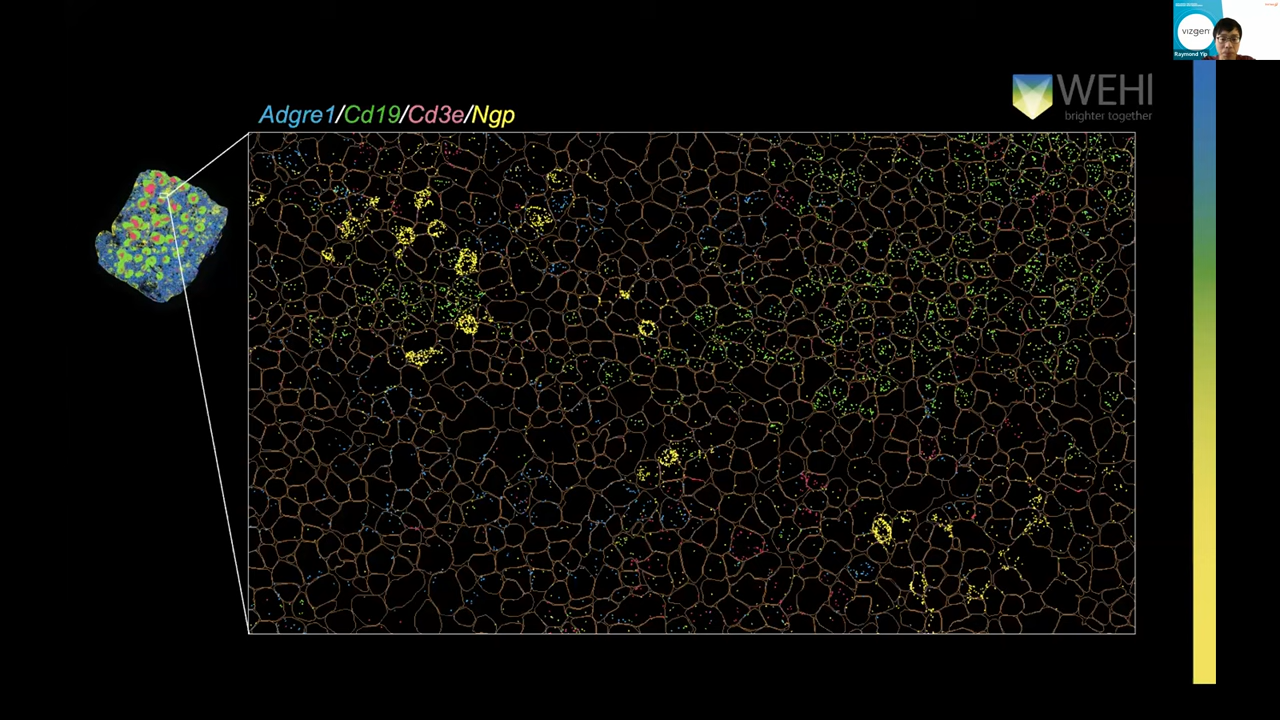 vizgen
Raymond Yip
WEHI
brighter together
Adgre1/Cd19/Cd3e/Ngp